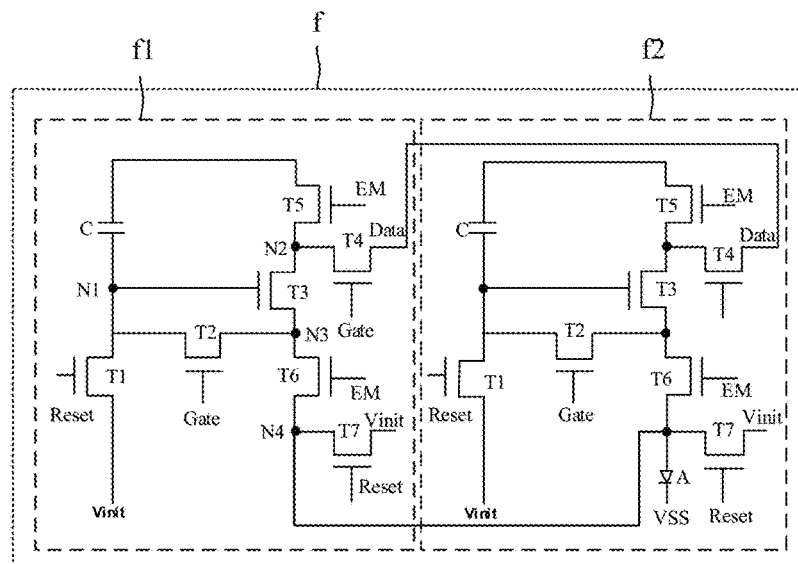 f
f1
f2
EM
T5
C
N2
T4
Data
N1
T3
Gate
T2
N3
T1
T6
EM
Reset
Gate
N4
T7
Vinit
Reset
Vinit
EM
T5
C
Data
T4
T3
T2
T1
T6
EM
Reset
Gate
T7
Vinit
A
VSS
Reset
Vinit